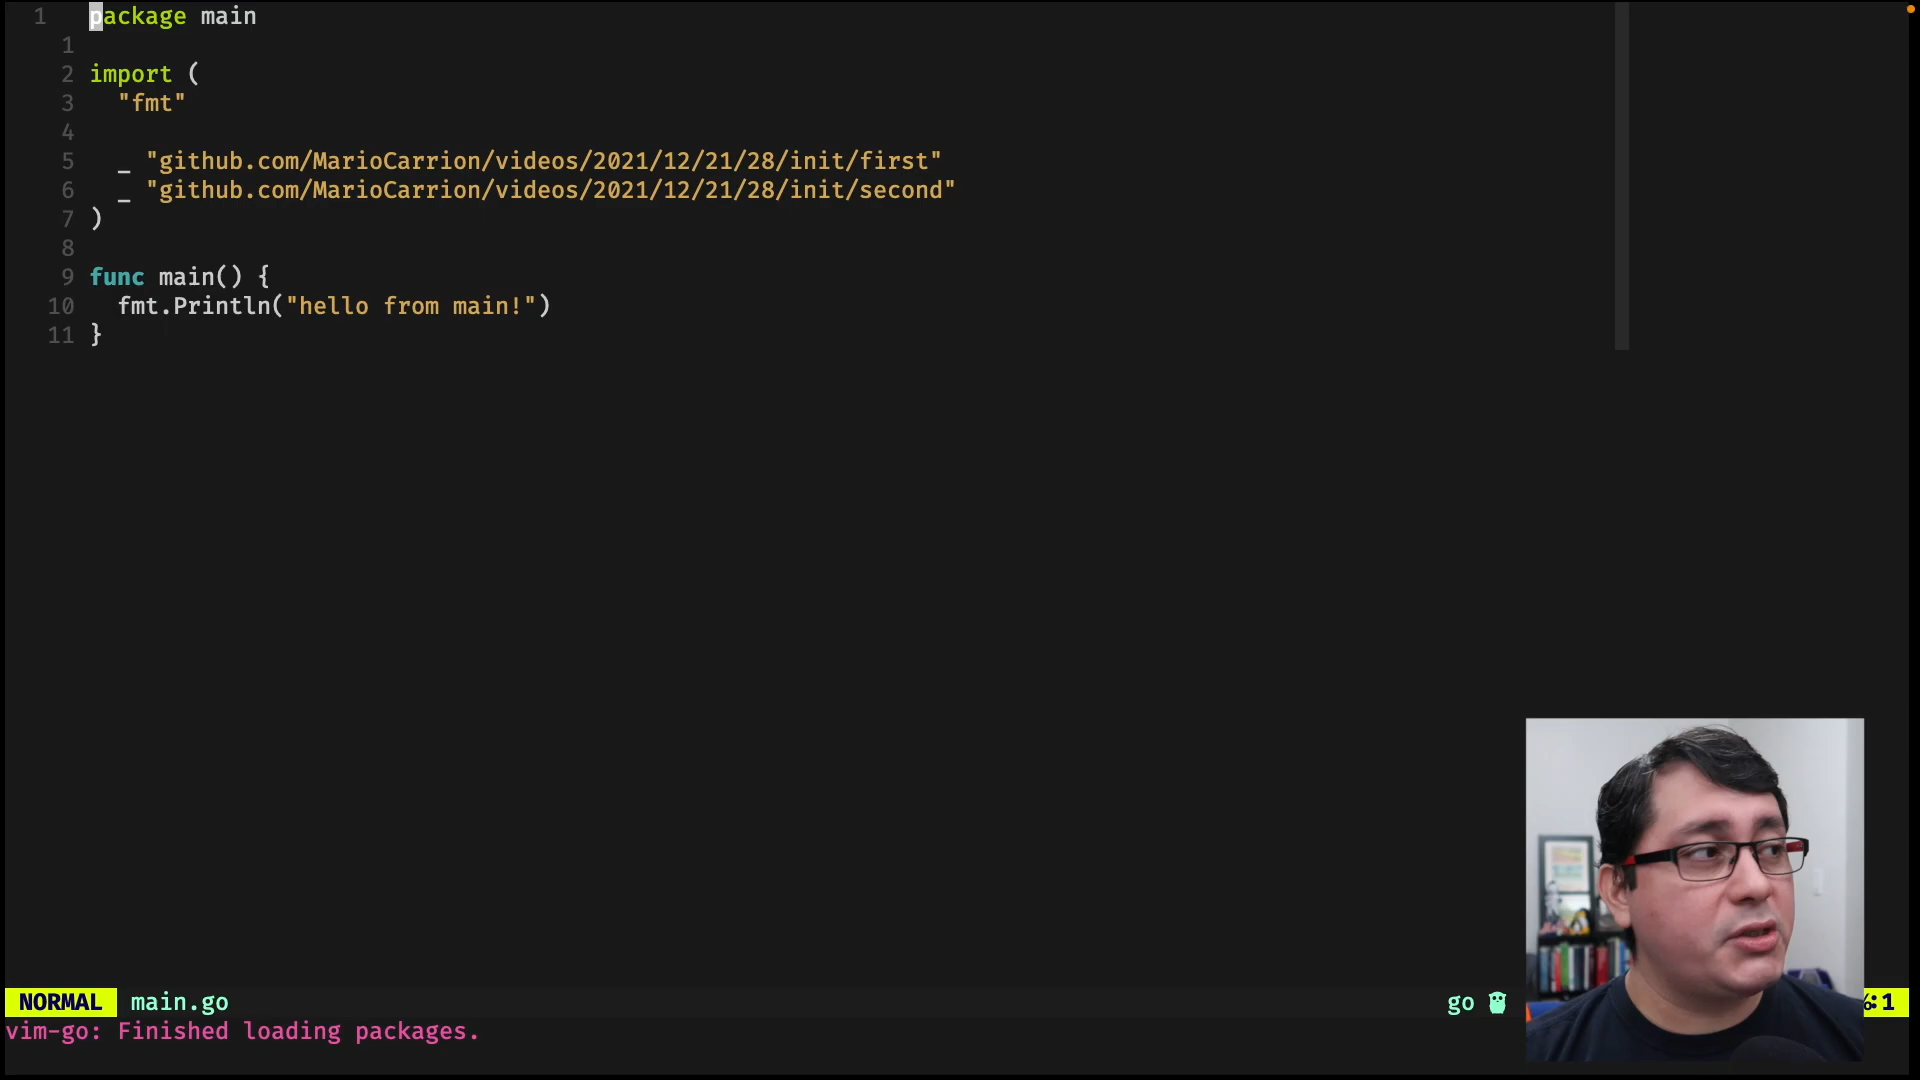 1 package main
1
2 import (
3 "fmt"
4
5 _ "github.com/MarioCarrion/videos/2021/12/21/28/init/first"
6 _ "github.com/MarioCarrion/videos/2021/12/21/28/init/second"
7 )
8
9 func main() {
10 fmt.Println("hello from main!")
11 }
NORMAL main.go go :1
vim-go: Finished loading packages.